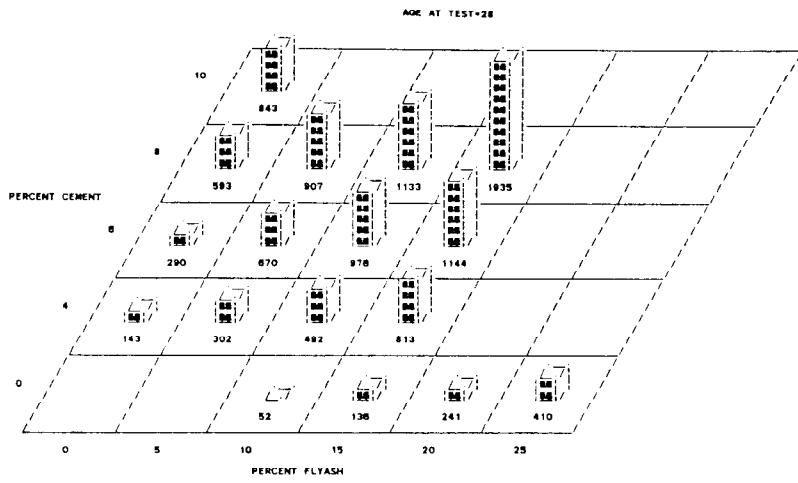 AGE AT TEST=28
10
843
8
593 907 1133 1935
PERCENT CEMENT
6
290 670 978 1144
4
143 302 492 813
0
52 136 241 410
0 5 10 15 20 25
PERCENT FLYASH